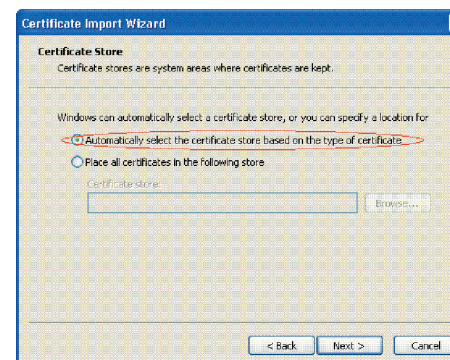 Certificate Import Wizard
Certificate Store
Certificate stores are system areas where certificates are kept.
Windows can automatically select a certificate store, or you can specify a location for
Automatically select the certificate store based on the type of certificate
Place all certificates in the following store
Certificate store:
Browse...
< Back
Next >
Cancel